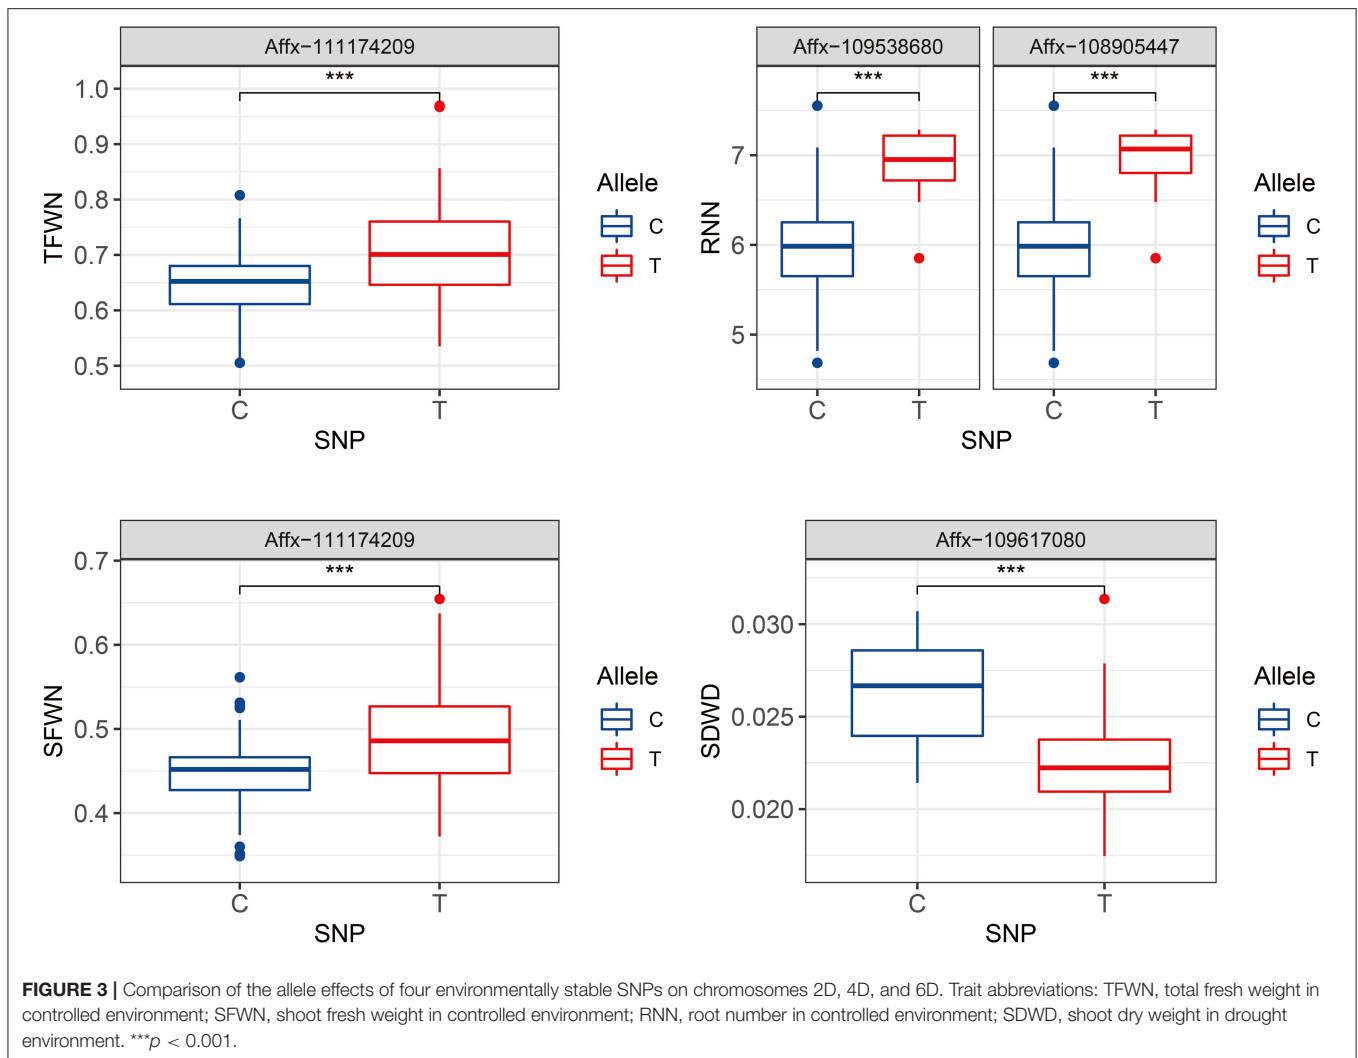 Affx−111174209
***
1.0
0.9
0.8
0.7
0.6
0.5
TFWN
C
T
SNP
Allele
C
T
Affx−109538680
Affx−108905447
***
***
7
6
5
RNN
C
T
C
T
SNP
Allele
C
T
Affx−111174209
***
0.7
0.6
0.5
0.4
SFWN
C
T
SNP
Allele
C
T
Affx−109617080
***
0.030
0.025
0.020
SDWD
C
T
SNP
Allele
C
T
FIGURE 3 | Comparison of the allele effects of four environmentally stable SNPs on chromosomes 2D, 4D, and 6D. Trait abbreviations: TFWN, total fresh weight in
controlled environment; SFWN, shoot fresh weight in controlled environment; RNN, root number in controlled environment; SDWD, shoot dry weight in drought
environment. ***p < 0.001.